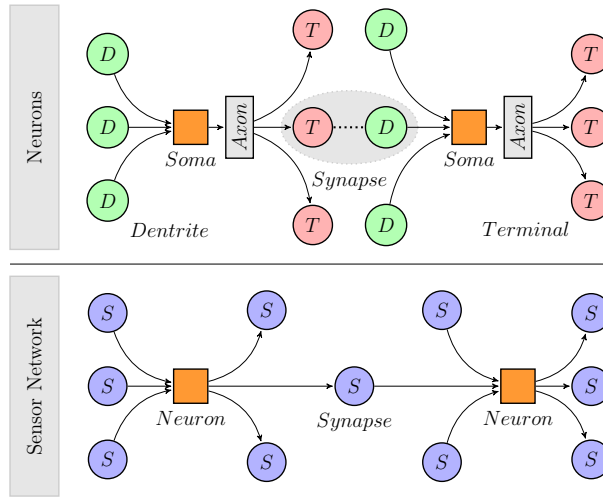 Neurons
D
D
D
Soma
Axon
T
T
T
Synapse
D
D
D
Soma
Axon
T
T
T
Dentrite
Terminal
Sensor Network
S
S
S
Neuron
S
S
S
Synapse
S
S
Neuron
S
S
S